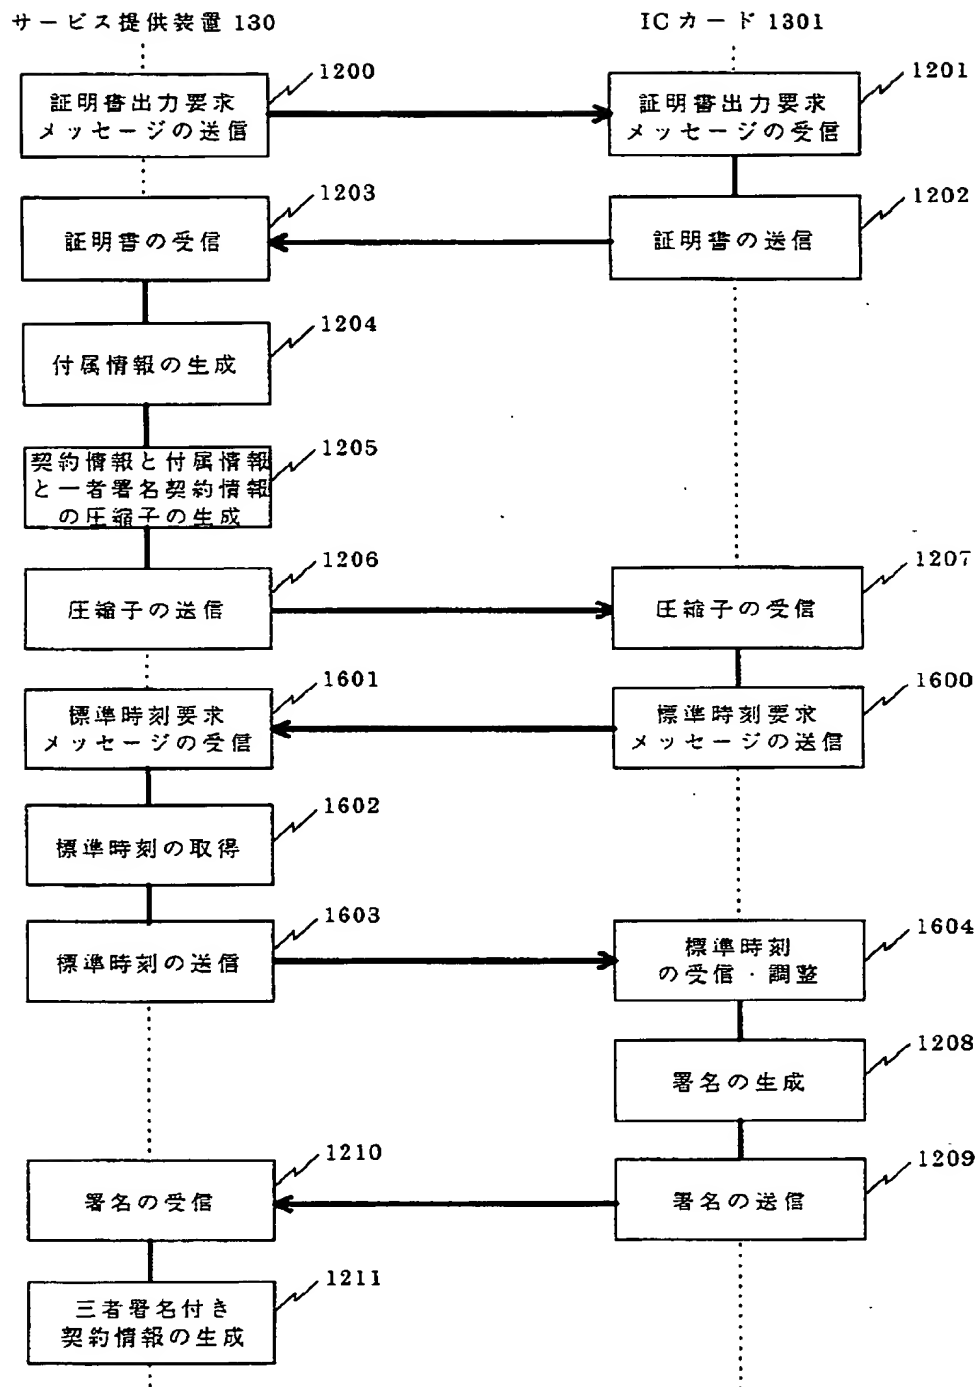 サービス提供装置 130
ICカード 1301
1200
証明書出力要求
メッセージの送信
1201
証明書出力要求
メッセージの受信
1203
証明書の受信
1202
証明書の送信
1204
付属情報の生成
1205
契約情報と付属情報
と一者署名契約情報
の圧縮子の生成
1206
圧縮子の送信
1207
圧縮子の受信
1601
標準時刻要求
メッセージの受信
1600
標準時刻要求
メッセージの送信
1602
標準時刻の取得
1603
標準時刻の送信
1604
標準時刻
の受信・調整
1208
署名の生成
1210
署名の受信
1209
署名の送信
1211
三者署名付き
契約情報の生成